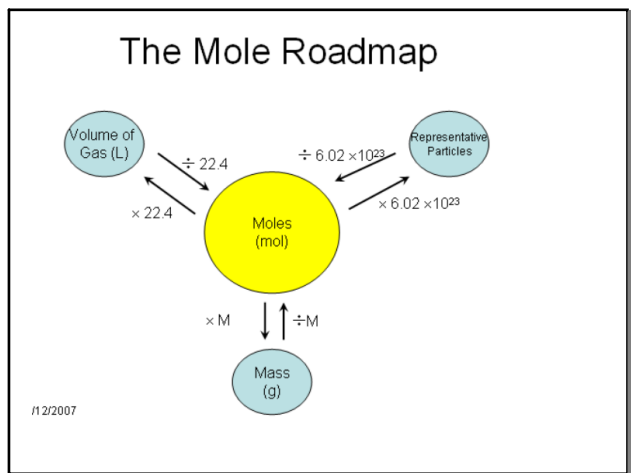 The Mole Roadmap
Volume of
Gas (L)
Representative
Particles
÷ 22.4
÷ 6.02 ×10²³
× 22.4
× 6.02 ×10²³
Moles
(mol)
× M
÷M
Mass
(g)
/12/2007